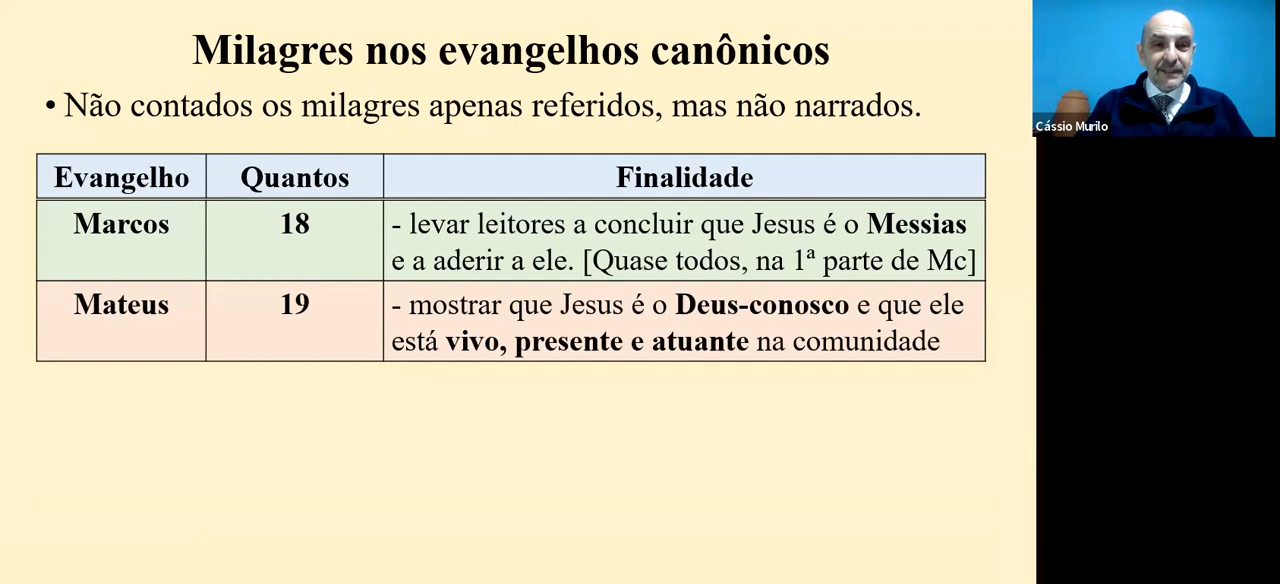 Milagres nos evangelhos canônicos
• Não contados os milagres apenas referidos, mas não narrados.
Evangelho Quantos Finalidade
Marcos 18 - levar leitores a concluir que Jesus é o Messias
e a aderir a ele. [Quase todos, na 1ª parte de Mc]
Mateus 19 - mostrar que Jesus é o Deus-conosco e que ele
está vivo, presente e atuante na comunidade
Cássio Murilo